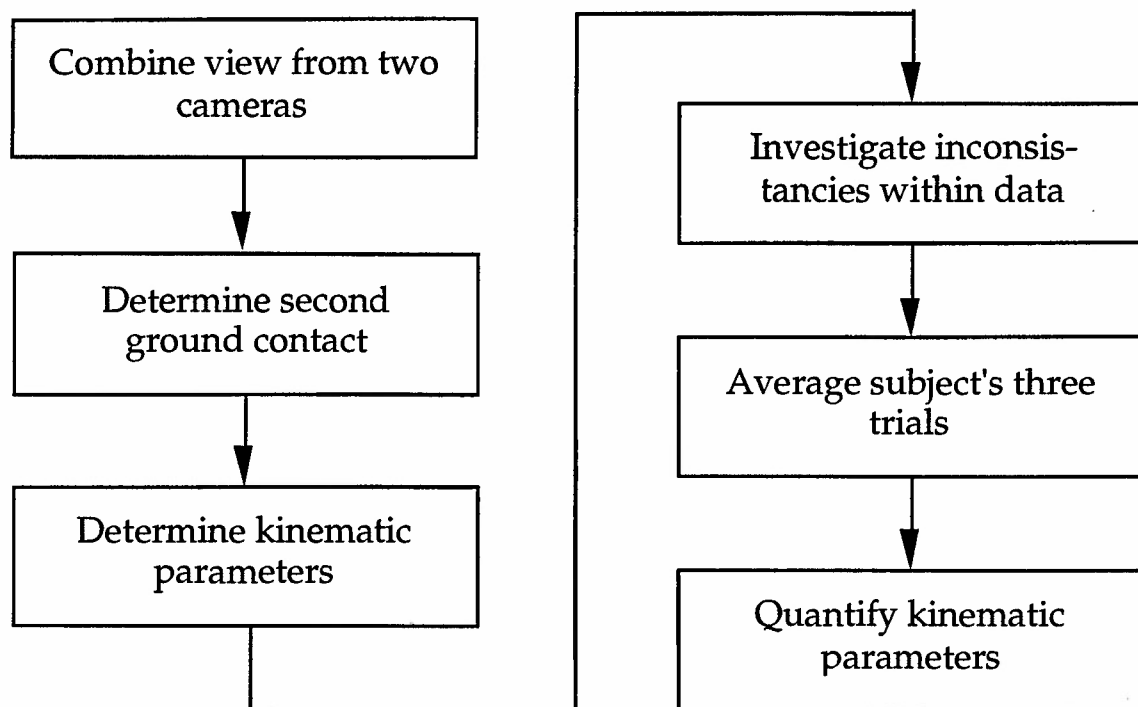 Combine view from two
cameras
Determine second
ground contact
Determine kinematic
parameters
Investigate inconsis-
tancies within data
Average subject's three
trials
Quantify kinematic
parameters